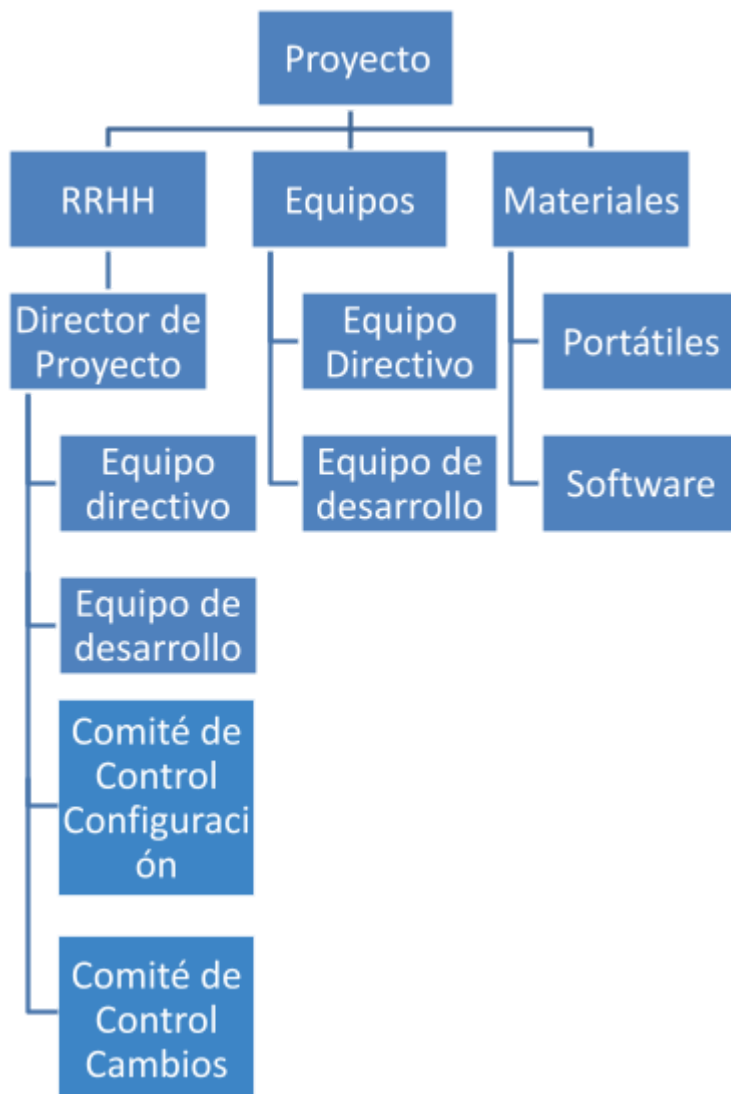 Proyecto
RRHH
Equipos
Materiales
Director de
Proyecto
Equipo
directivo
Equipo de
desarrollo
Comité de
Control
Configuraci
ón
Comité de
Control
Cambios
Equipo
Directivo
Equipo de
desarrollo
Portátiles
Software